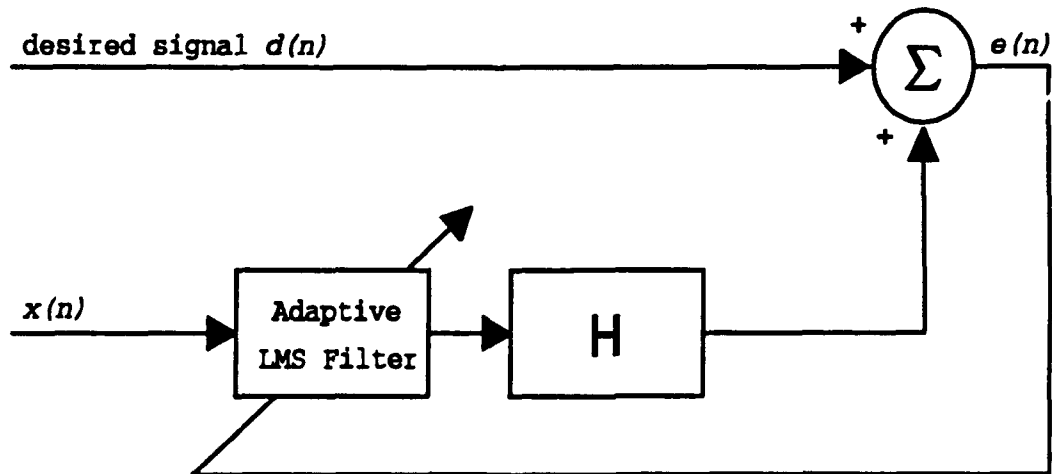 desired signal d(n)
+
Σ
e(n)
+
x(n)
Adaptive
LMS Filter
H